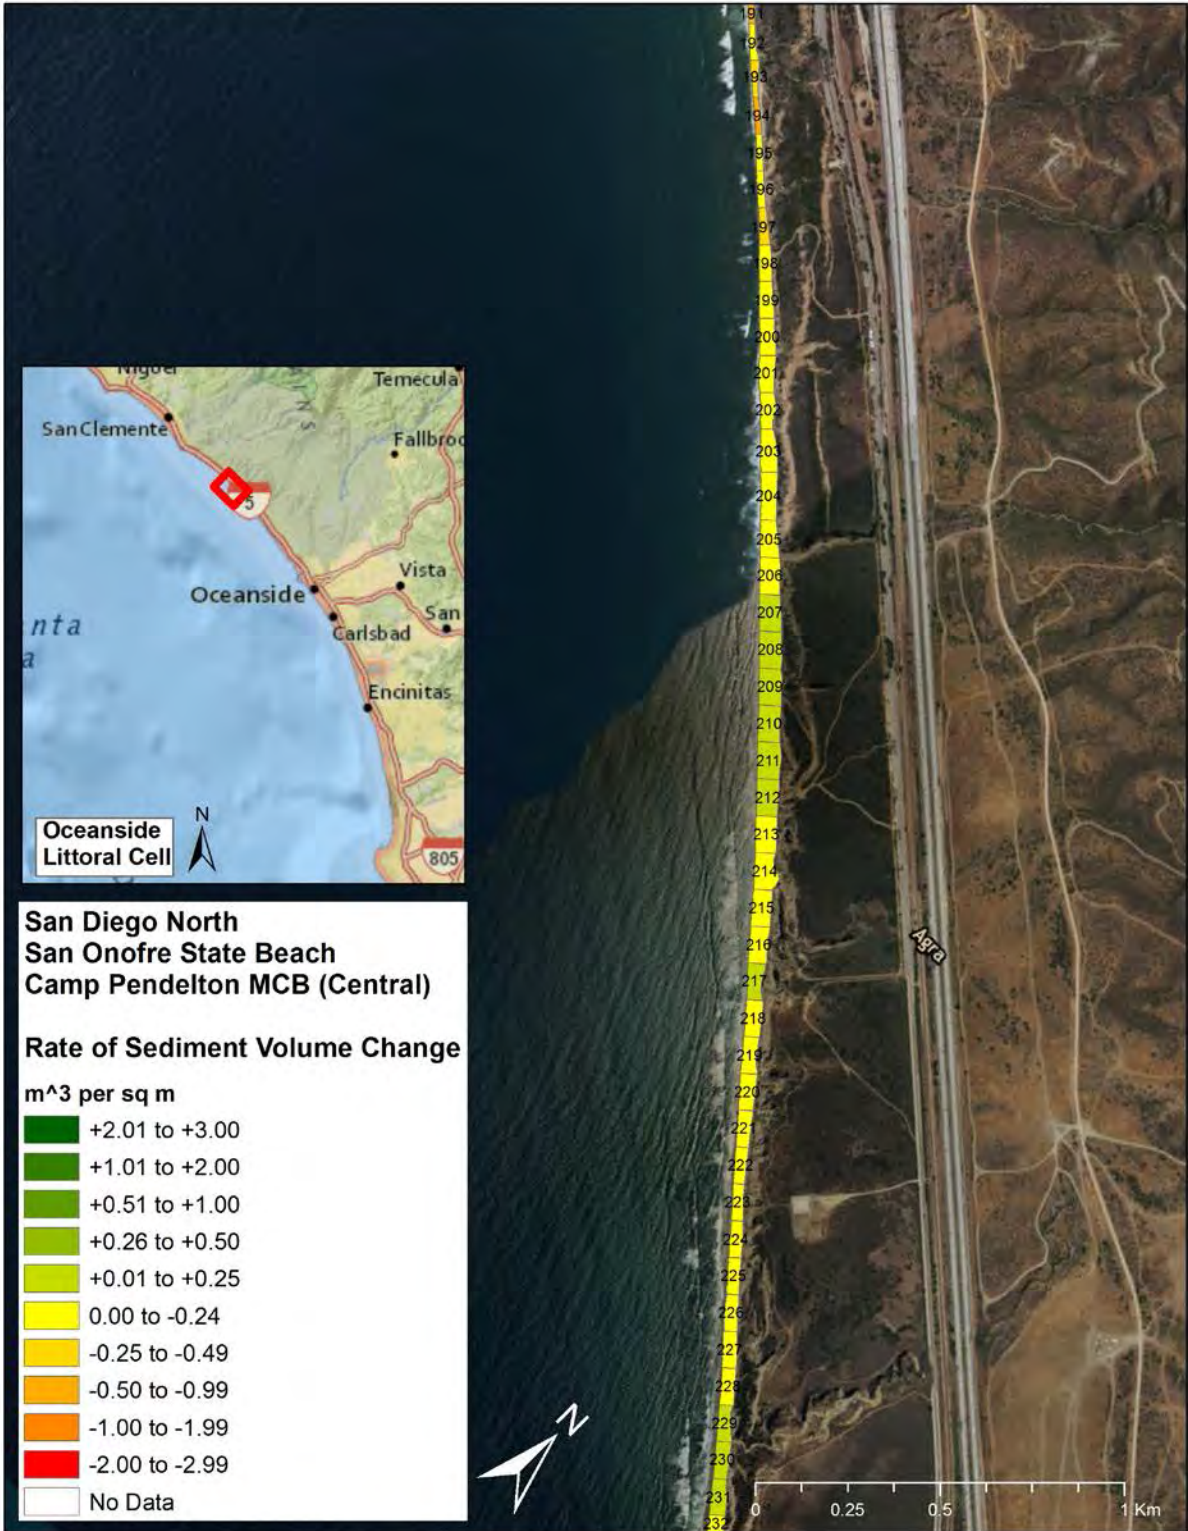 191
192
193
194
195
196
197
198
199
200
201
202
203
204
205
206
207
208
209
210
211
212
213
214
215
216
217
218
219
220
221
222
223
224
225
226
227
228
229
230
231
232
Agra
Niguel
Temecula
San Clemente
Fallbroo
5
Vista
Oceanside
San
Carlsbad
nta
a
Encinitas
805
N
Oceanside
Littoral Cell
San Diego North
San Onofre State Beach
Camp Pendelton MCB (Central)
Rate of Sediment Volume Change
m^3 per sq m
+2.01 to +3.00
+1.01 to +2.00
+0.51 to +1.00
+0.26 to +0.50
+0.01 to +0.25
0.00 to -0.24
-0.25 to -0.49
-0.50 to -0.99
-1.00 to -1.99
-2.00 to -2.99
No Data
N
0 0.25 0.5 1 Km